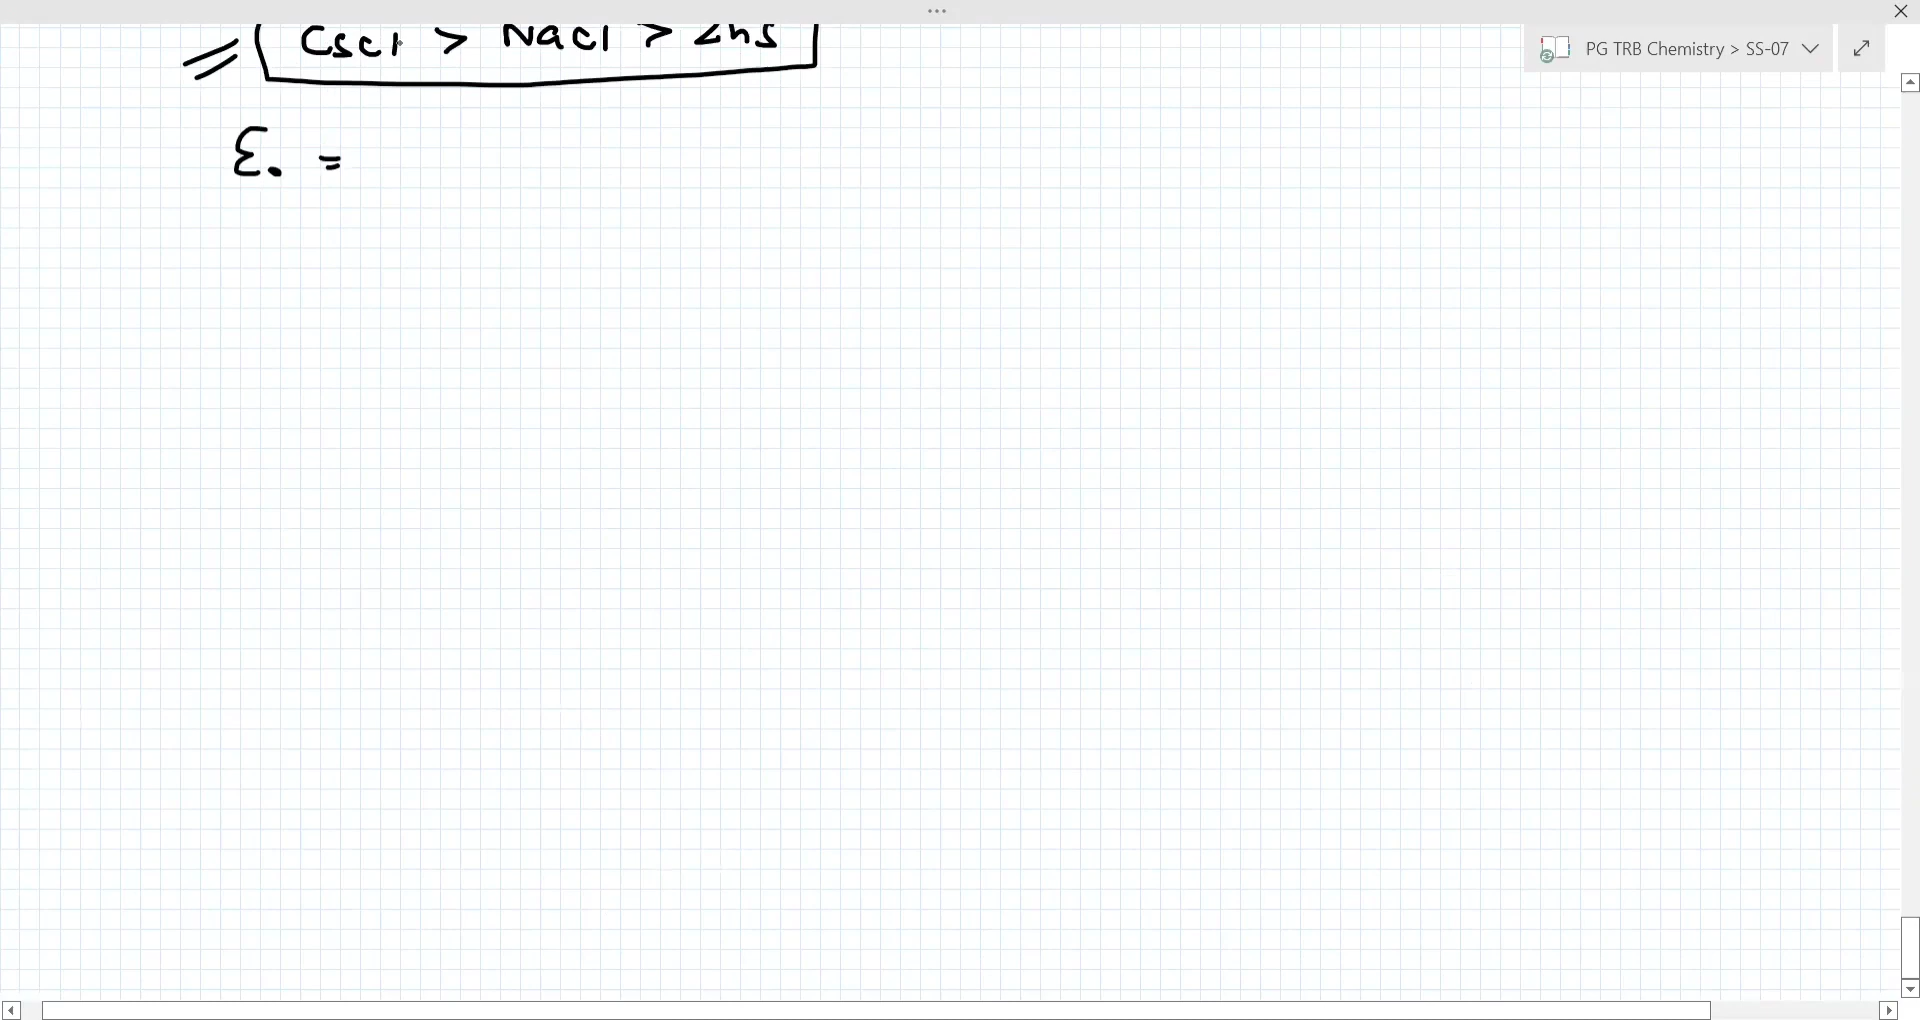 ...
PG TRB Chemistry > SS-07
CsCl > NaCl > ZnS
ε₀ =